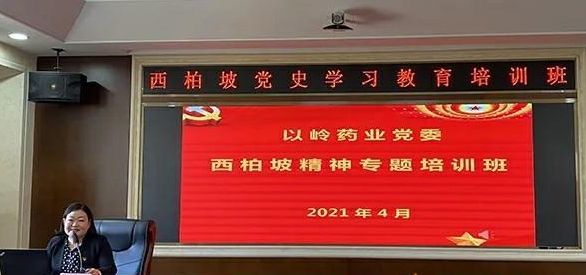 西柏坡党史学习教育培训班
以岭药业党委
西柏坡精神专题培训班
2021年4月